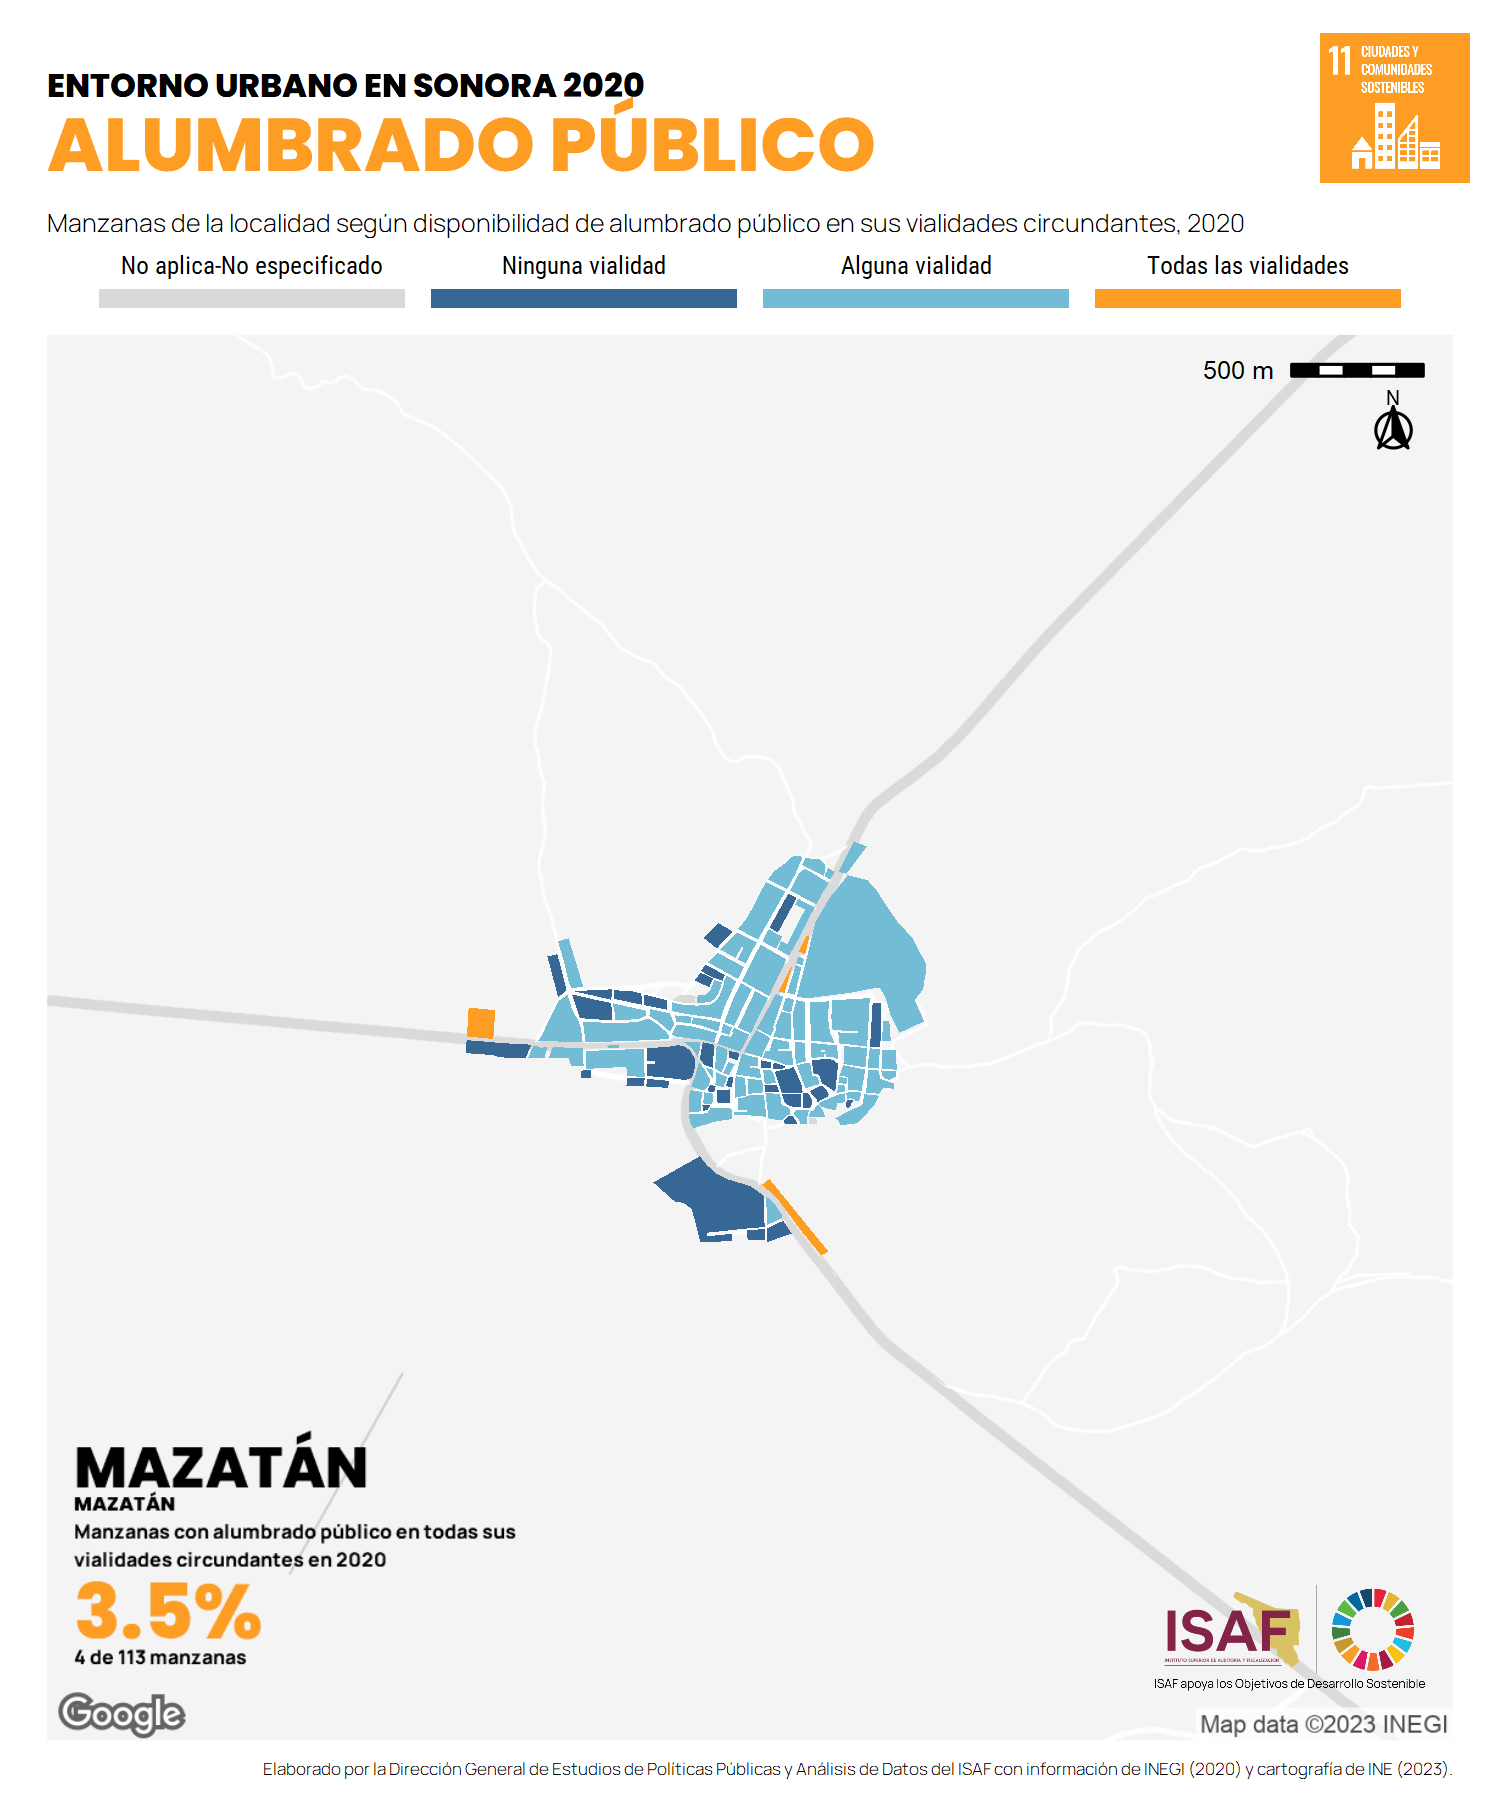 11 CIUDADES Y
COMUNIDADES
SOSTENIBLES
ENTORNO URBANO EN SONORA 2020
ALUMBRADO PÚBLICO
Manzanas de la localidad según disponibilidad de alumbrado público en sus vialidades circundantes, 2020
No aplica-No especificado Ninguna vialidad Alguna vialidad Todas las vialidades
500 m
N
MAZATÁN
MAZATÁN
Manzanas con alumbrado público en todas sus
vialidades circundantes en 2020
3.5%
4 de 113 manzanas
ISAF
INSTITUTO SUPERIOR DE AUDITORÍA Y FISCALIZACIÓN
ISAF apoya los Objetivos de Desarrollo Sostenible
Google
Map data ©2023 INEGI
Elaborado por la Dirección General de Estudios de Políticas Públicas y Análisis de Datos del ISAF con información de INEGI (2020) y cartografía de INE (2023).